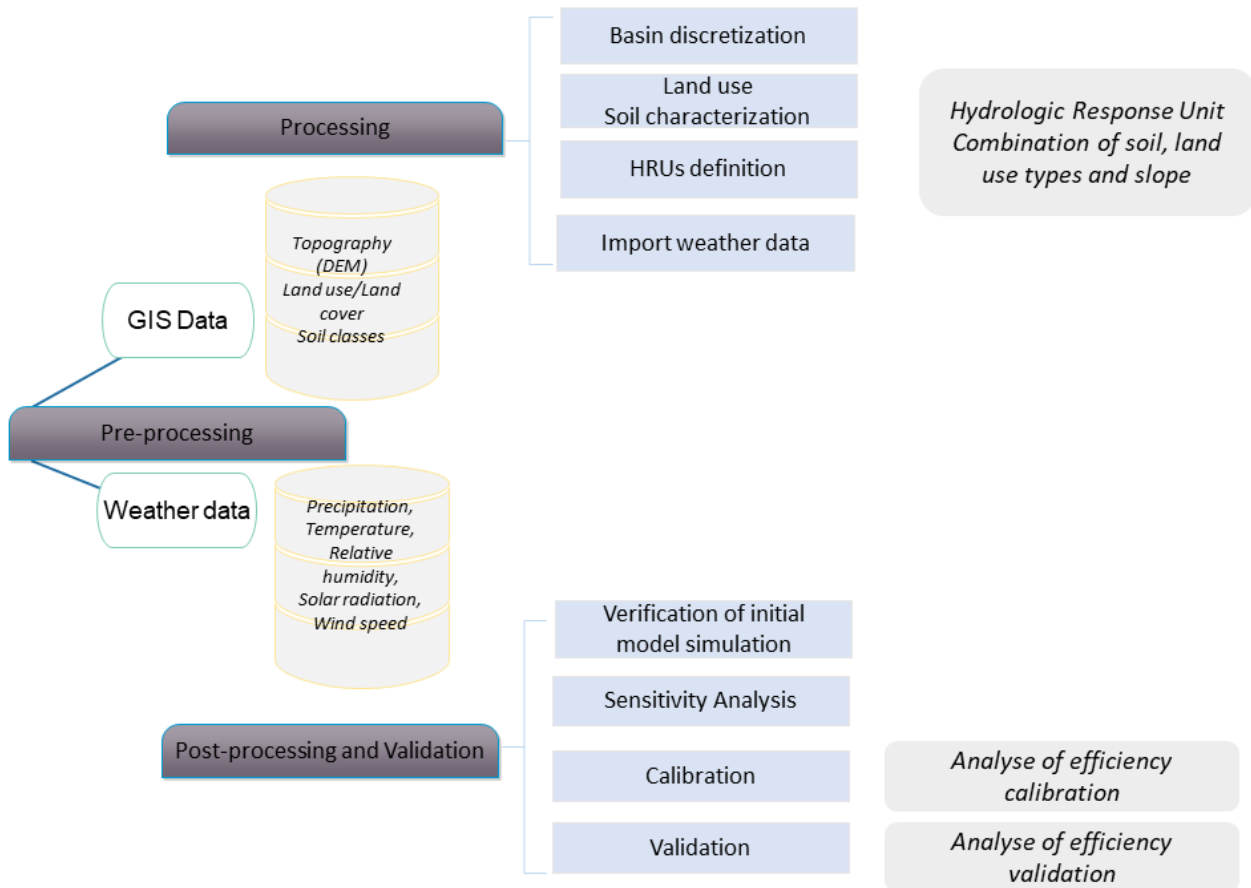 Basin discretization
Land use
Soil characterization
Processing
HRUs definition
Import weather data
Hydrologic Response Unit
Combination of soil, land
use types and slope
Topography
(DEM)
Land use/Land
cover
Soil classes
GIS Data
Pre-processing
Weather data
Precipitation,
Temperature,
Relative
humidity,
Solar radiation,
Wind speed
Verification of initial
model simulation
Sensitivity Analysis
Post-processing and Validation
Calibration
Analyse of efficiency
calibration
Validation
Analyse of efficiency
validation